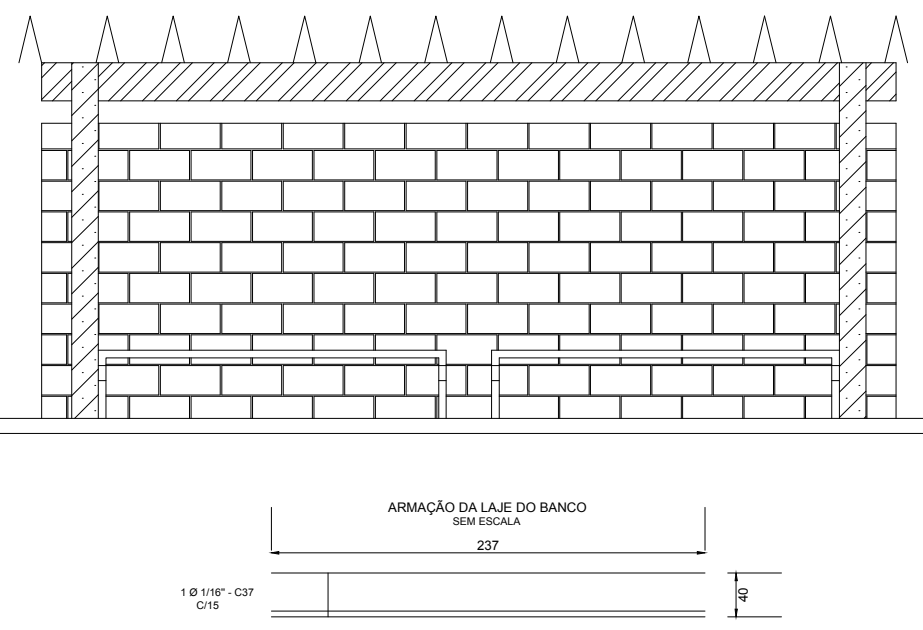 ARMAÇÃO DA LAJE DO BANCO
SEM ESCALA
237
1 Ø 1/16" - C37
C/15
40